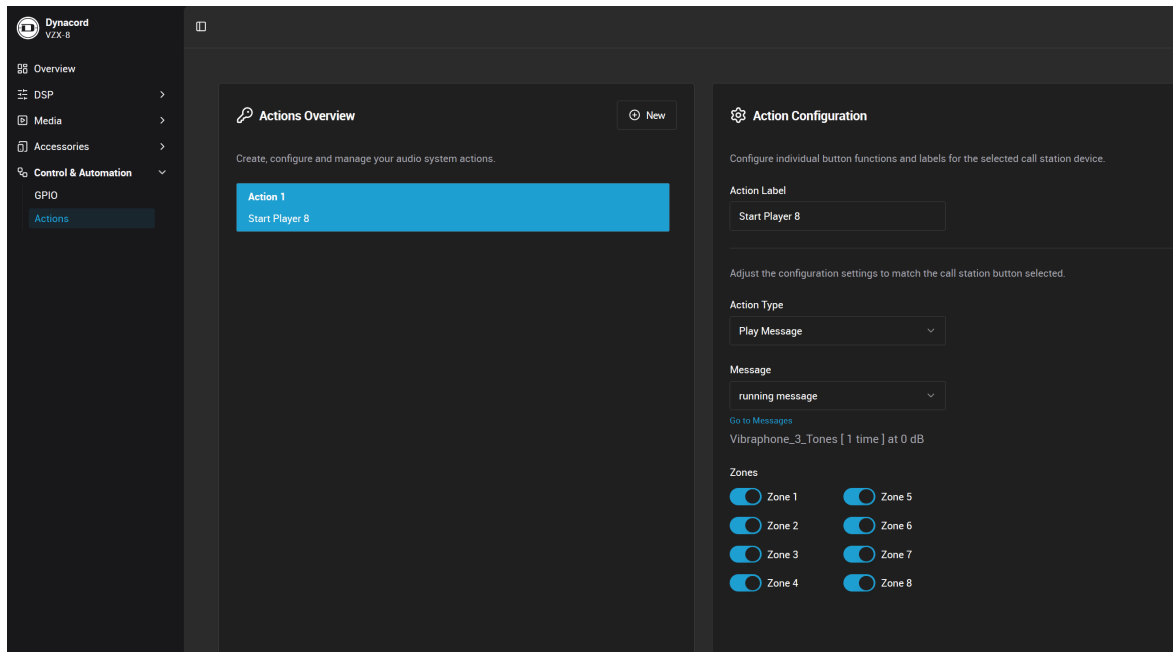 Dynacord
VZX-8
Overview
DSP
Media
Accessories
Control & Automation
GPIO
Actions
Actions Overview
New
Create, configure and manage your audio system actions.
Action 1
Start Player 8
Action Configuration
Configure individual button functions and labels for the selected call station device.
Action Label
Start Player 8
Adjust the configuration settings to match the call station button selected.
Action Type
Play Message
Message
running message
Go to Messages
Vibraphone_3_Tones [ 1 time ] at 0 dB
Zones
Zone 1
Zone 5
Zone 2
Zone 6
Zone 3
Zone 7
Zone 4
Zone 8